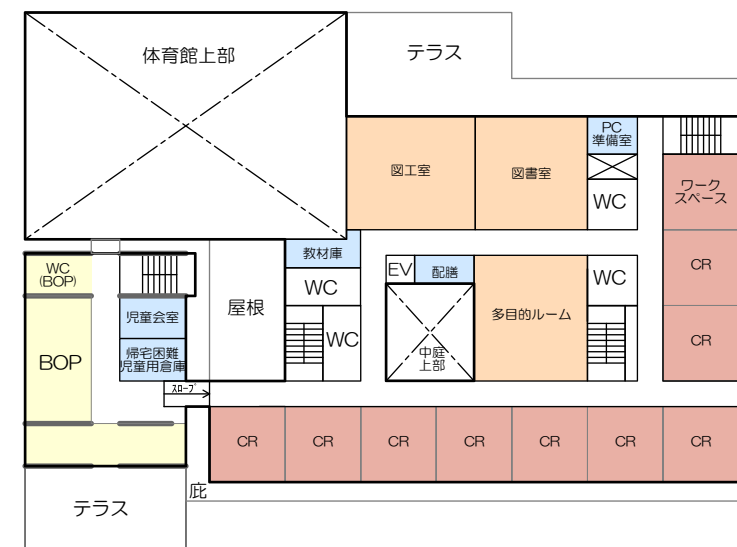 体育館上部
テラス
PC
準備室
図工室
図書室
WC
ワーク
スペース
教材庫
WC
(BOP)
EV
配膳
WC
CR
WC
児童会室
屋根
多目的ルーム
WC
中庭
上部
CR
BOP
帰宅困難
児童用倉庫
ｽﾛｰﾌﾟ
CR
CR
CR
CR
CR
CR
CR
庇
テラス